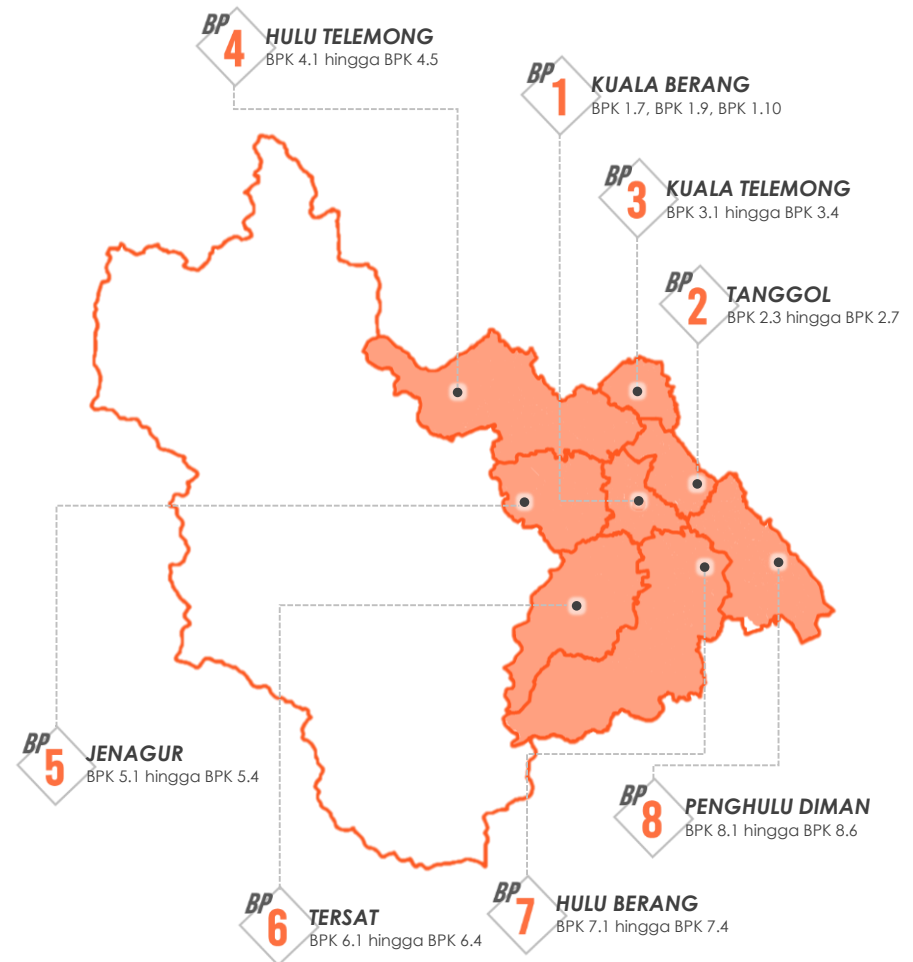 BP
4
HULU TELEMONG
BPK 4.1 hingga BPK 4.5
BP
1
KUALA BERANG
BPK 1.7, BPK 1.9, BPK 1.10
BP
3
KUALA TELEMONG
BPK 3.1 hingga BPK 3.4
BP
2
TANGGOL
BPK 2.3 hingga BPK 2.7
BP
5
JENAGUR
BPK 5.1 hingga BPK 5.4
BP
8
PENGHULU DIMAN
BPK 8.1 hingga BPK 8.6
BP
6
TERSAT
BPK 6.1 hingga BPK 6.4
BP
7
HULU BERANG
BPK 7.1 hingga BPK 7.4